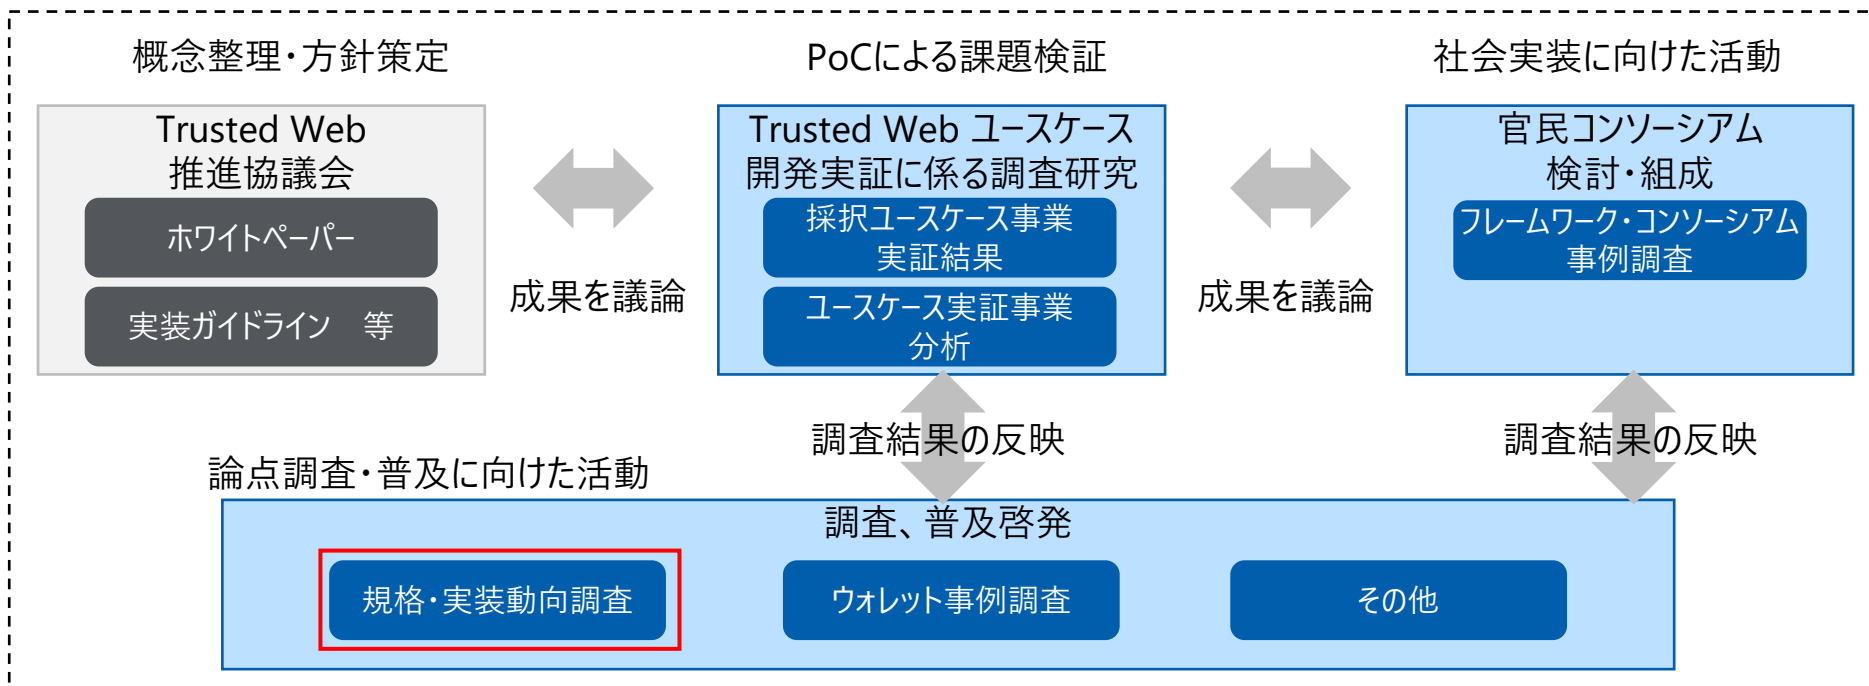 概念整理・方針策定
PoCによる課題検証
社会実装に向けた活動
Trusted Web
推進協議会
ホワイトペーパー
実装ガイドライン　等
成果を議論
Trusted Web ユースケース
開発実証に係る調査研究
採択ユースケース事業
実証結果
ユースケース実証事業
分析
成果を議論
官民コンソーシアム
検討・組成
フレームワーク・コンソーシアム
事例調査
調査結果の反映
調査結果の反映
論点調査・普及に向けた活動
調査、普及啓発
規格・実装動向調査
ウォレット事例調査
その他